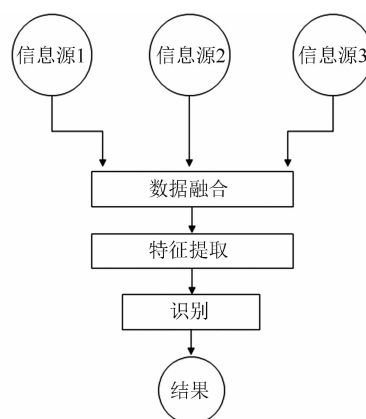 信息源1
信息源2
信息源3
数据融合
特征提取
识别
结果